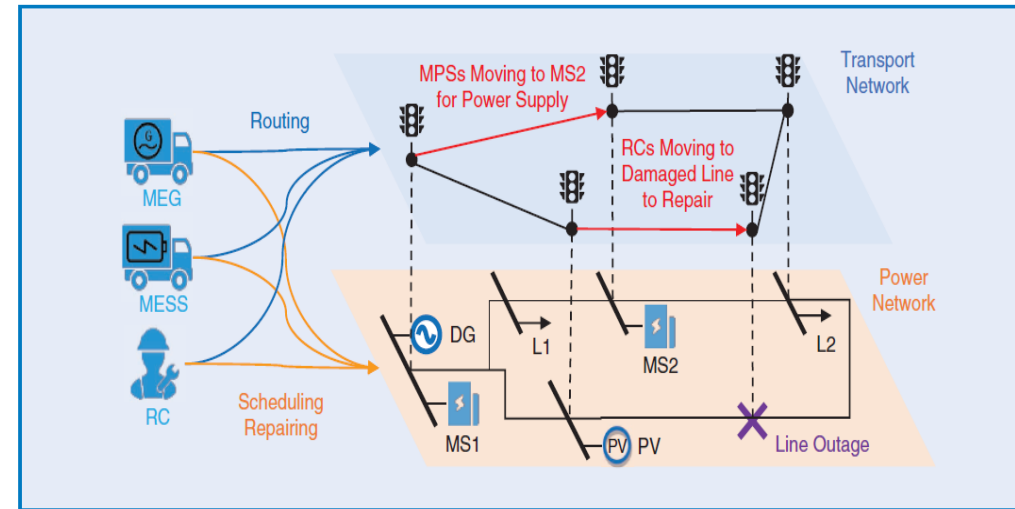 Transport
Network
MPSs Moving to MS2
for Power Supply
Routing
G
MEG
RCs Moving to
Damaged Line
to Repair
MESS
Power
Network
DG
L1
MS2
L2
RC
Scheduling
Repairing
MS1
PV
PV
Line Outage